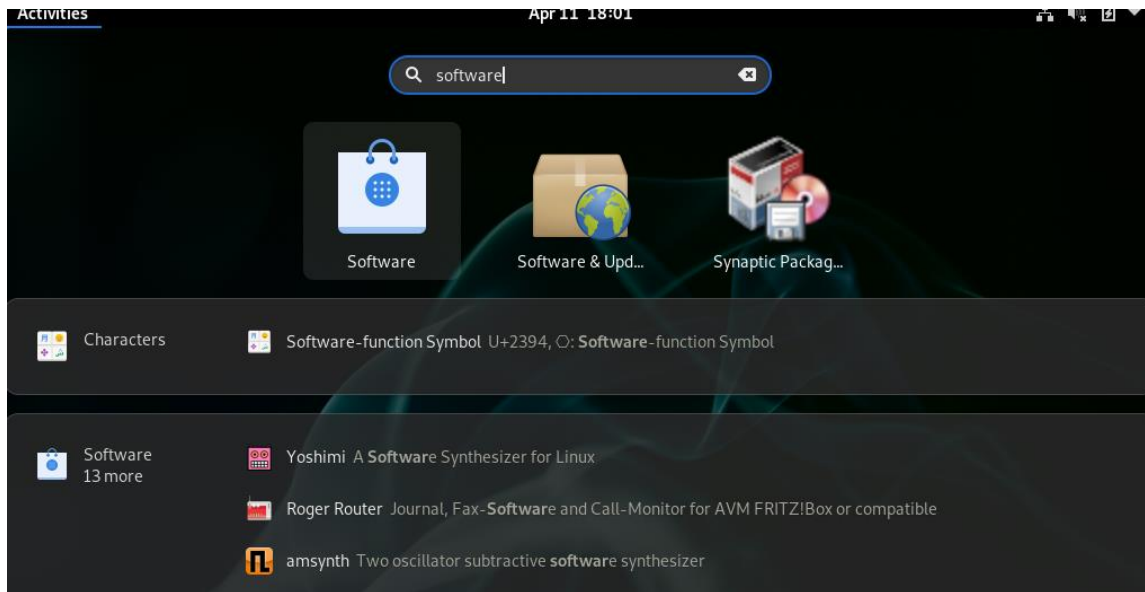 Activities
Apr 11 18:01
software
Software
Software & Upd...
Synaptic Packag...
Characters
Software-function Symbol U+2394, ⎔: Software-function Symbol
Software
13 more
Yoshimi A Software Synthesizer for Linux
Roger Router Journal, Fax-Software and Call-Monitor for AVM FRITZ!Box or compatible
amsynth Two oscillator subtractive software synthesizer